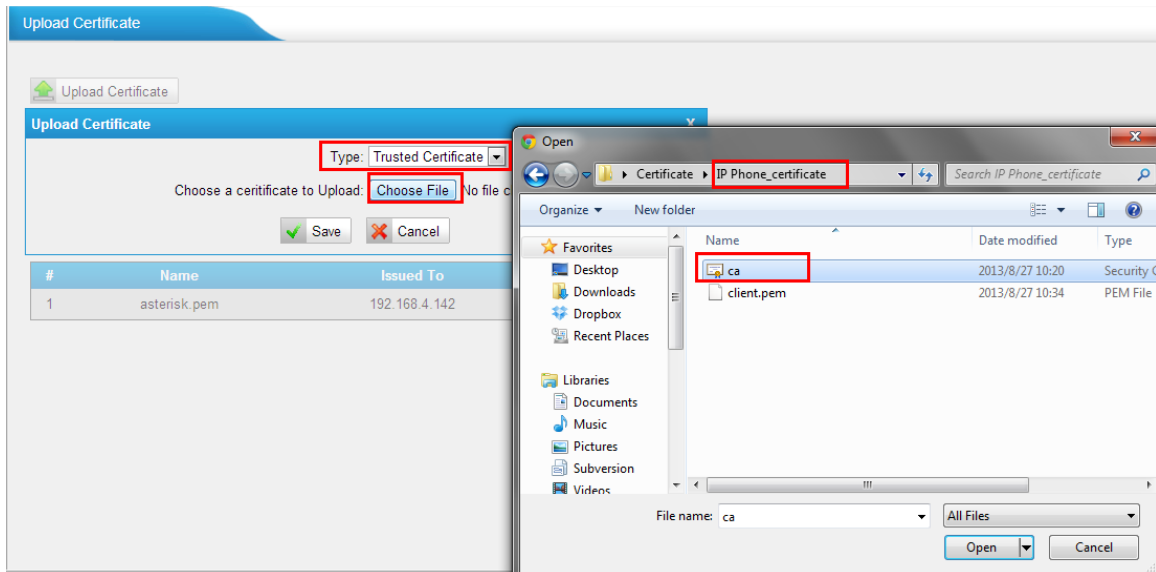 Upload Certificate
Upload Certificate
Upload Certificate X
Type: Trusted Certificate
Choose a ceritificate to Upload: Choose File No file c
Save Cancel
# Name Issued To
1 asterisk.pem 192.168.4.142
Open
Certificate IP Phone_certificate Search IP Phone_certificate
Organize New folder
Favorites
Desktop
Downloads
Dropbox
Recent Places
Libraries
Documents
Music
Pictures
Subversion
Videos
Name Date modified Type
ca 2013/8/27 10:20 Security C
client.pem 2013/8/27 10:34 PEM File
File name: ca All Files
Open Cancel